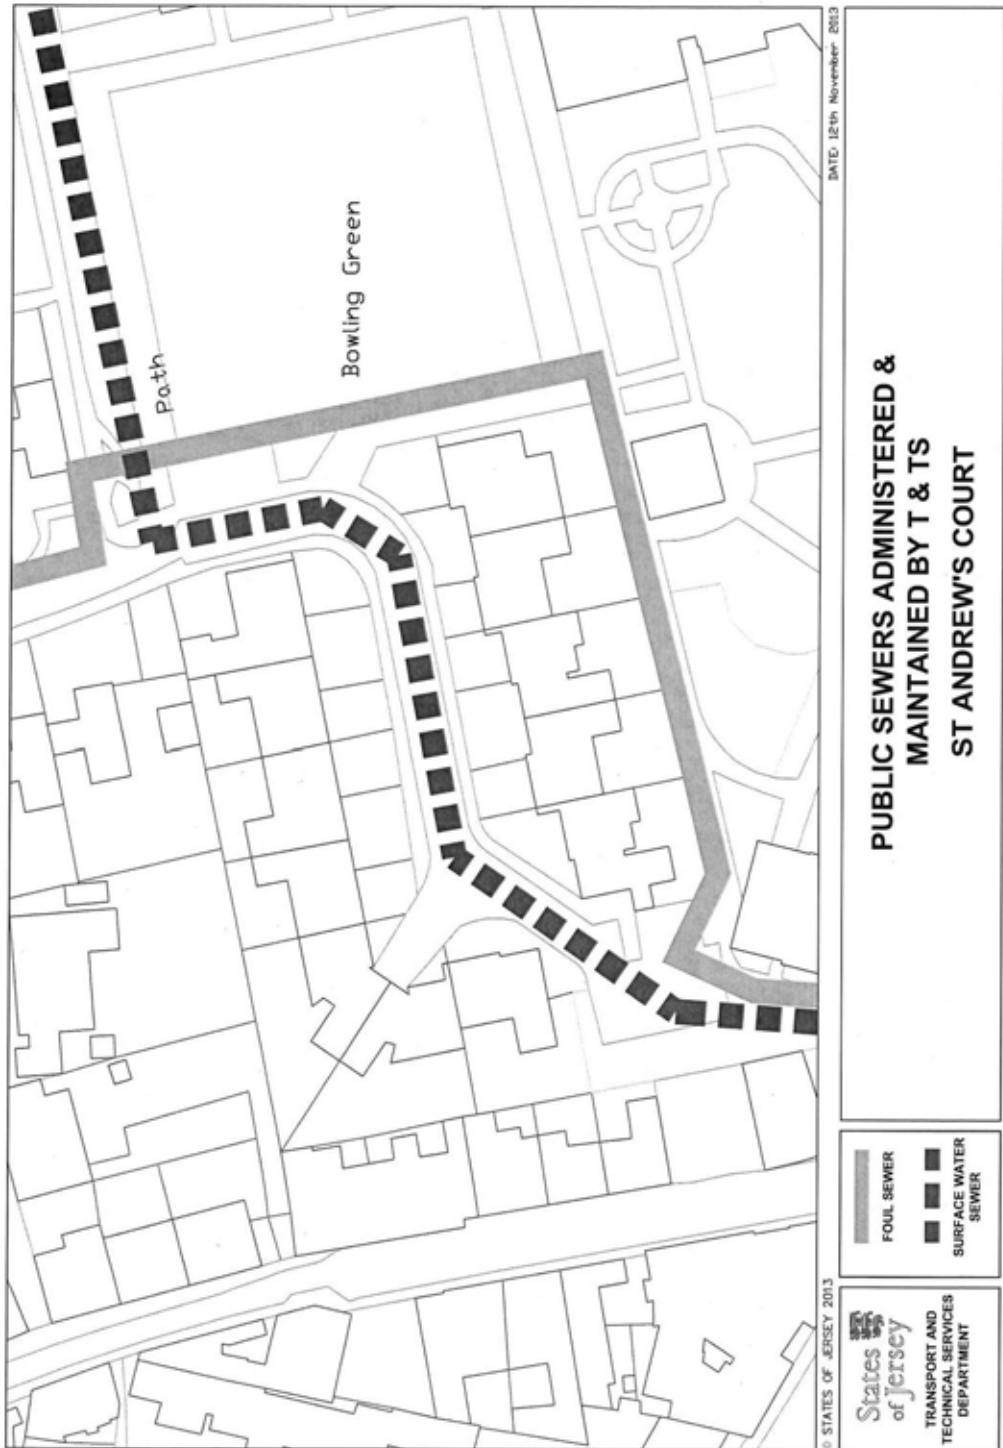 Path
Bowling Green
© STATES OF JERSEY 2013
DATE: 12th November 2013
States
of Jersey
TRANSPORT AND
TECHNICAL SERVICES
DEPARTMENT
FOUL SEWER
SURFACE WATER
SEWER
PUBLIC SEWERS ADMINISTERED &
MAINTAINED BY T & TS
ST ANDREW'S COURT